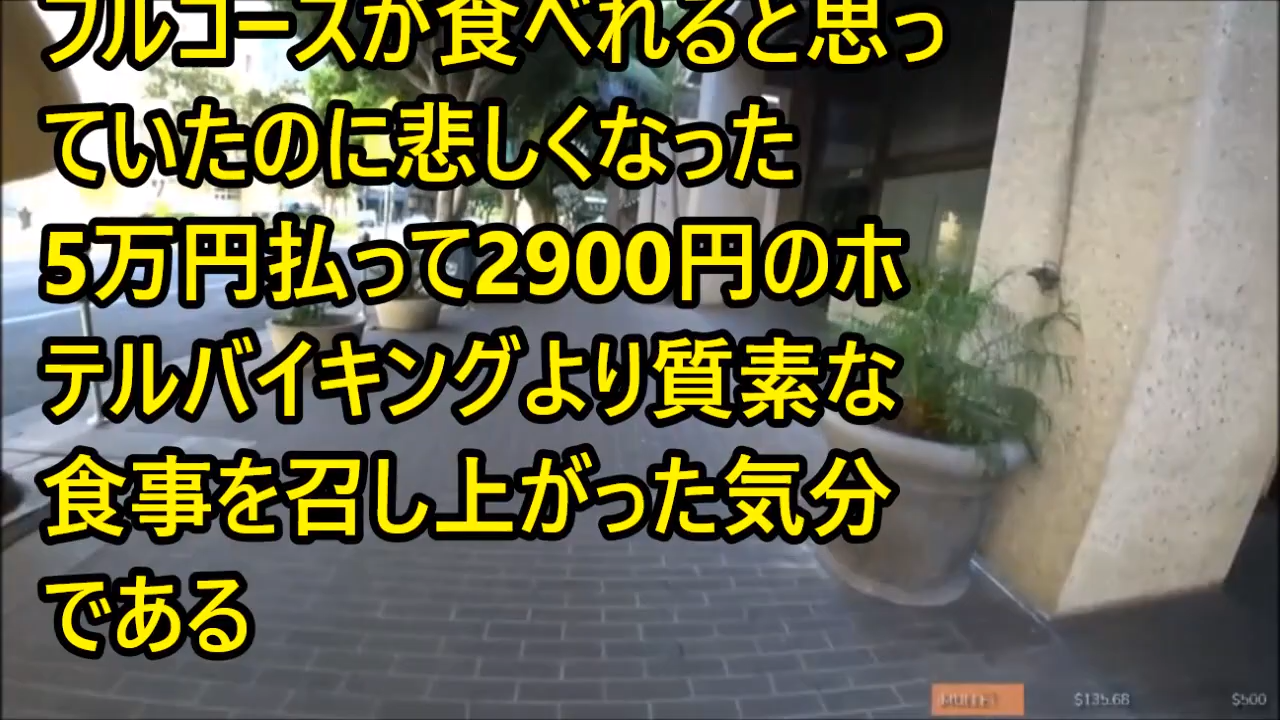 フルコースが食べれると思っ
ていたのに悲しくなった
5万円払って2900円のホ
テルバイキングより質素な
食事を召し上がった気分
である
$135.68
$500